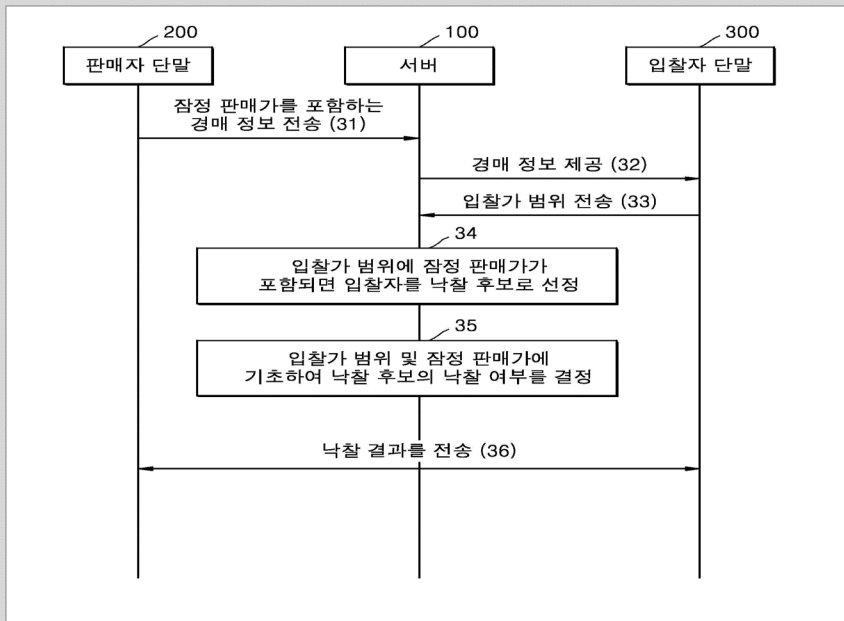 200
100
300
판매자 단말
서버
입찰자 단말
잠정 판매가를 포함하는
경매 정보 전송 (31)
경매 정보 제공 (32)
입찰가 범위 전송 (33)
34
입찰가 범위에 잠정 판매가가
포함되면 입찰자를 낙찰 후보로 선정
35
입찰가 범위 및 잠정 판매가에
기초하여 낙찰 후보의 낙찰 여부를 결정
낙찰 결과를 전송 (36)